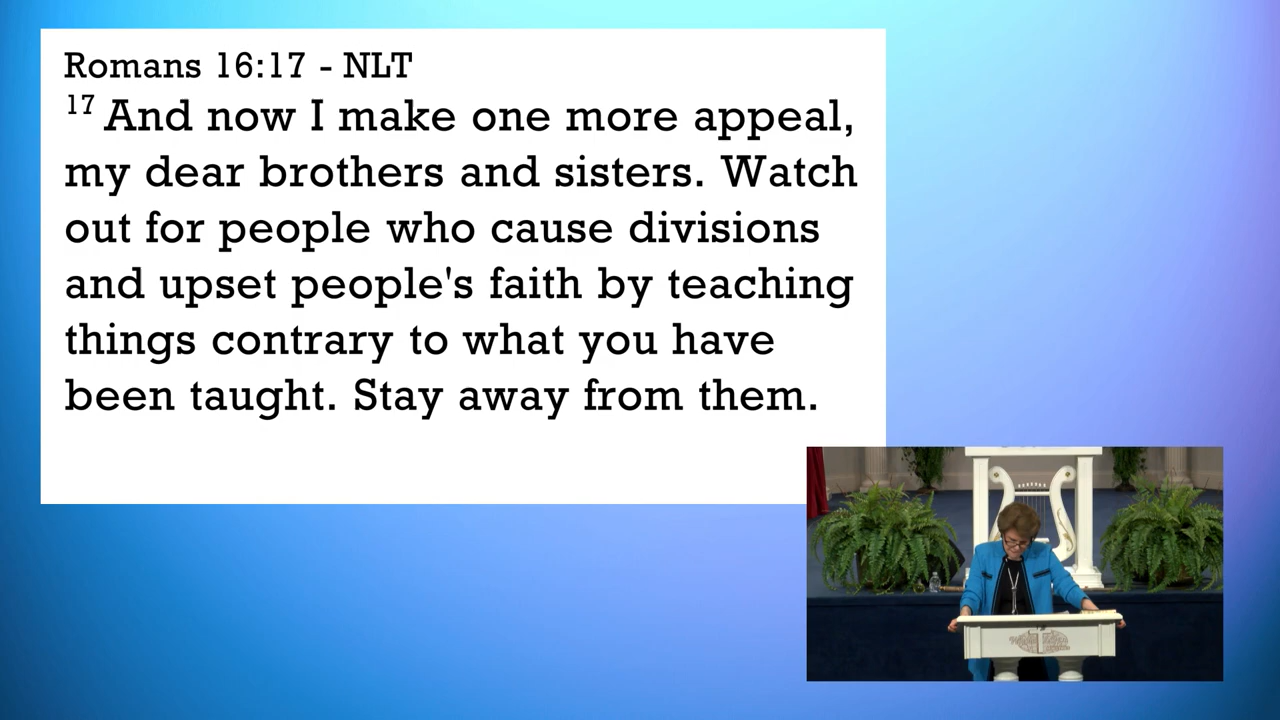 Romans 16:17 - NLT
17 And now I make one more appeal,
my dear brothers and sisters. Watch
out for people who cause divisions
and upset people's faith by teaching
things contrary to what you have
been taught. Stay away from them.